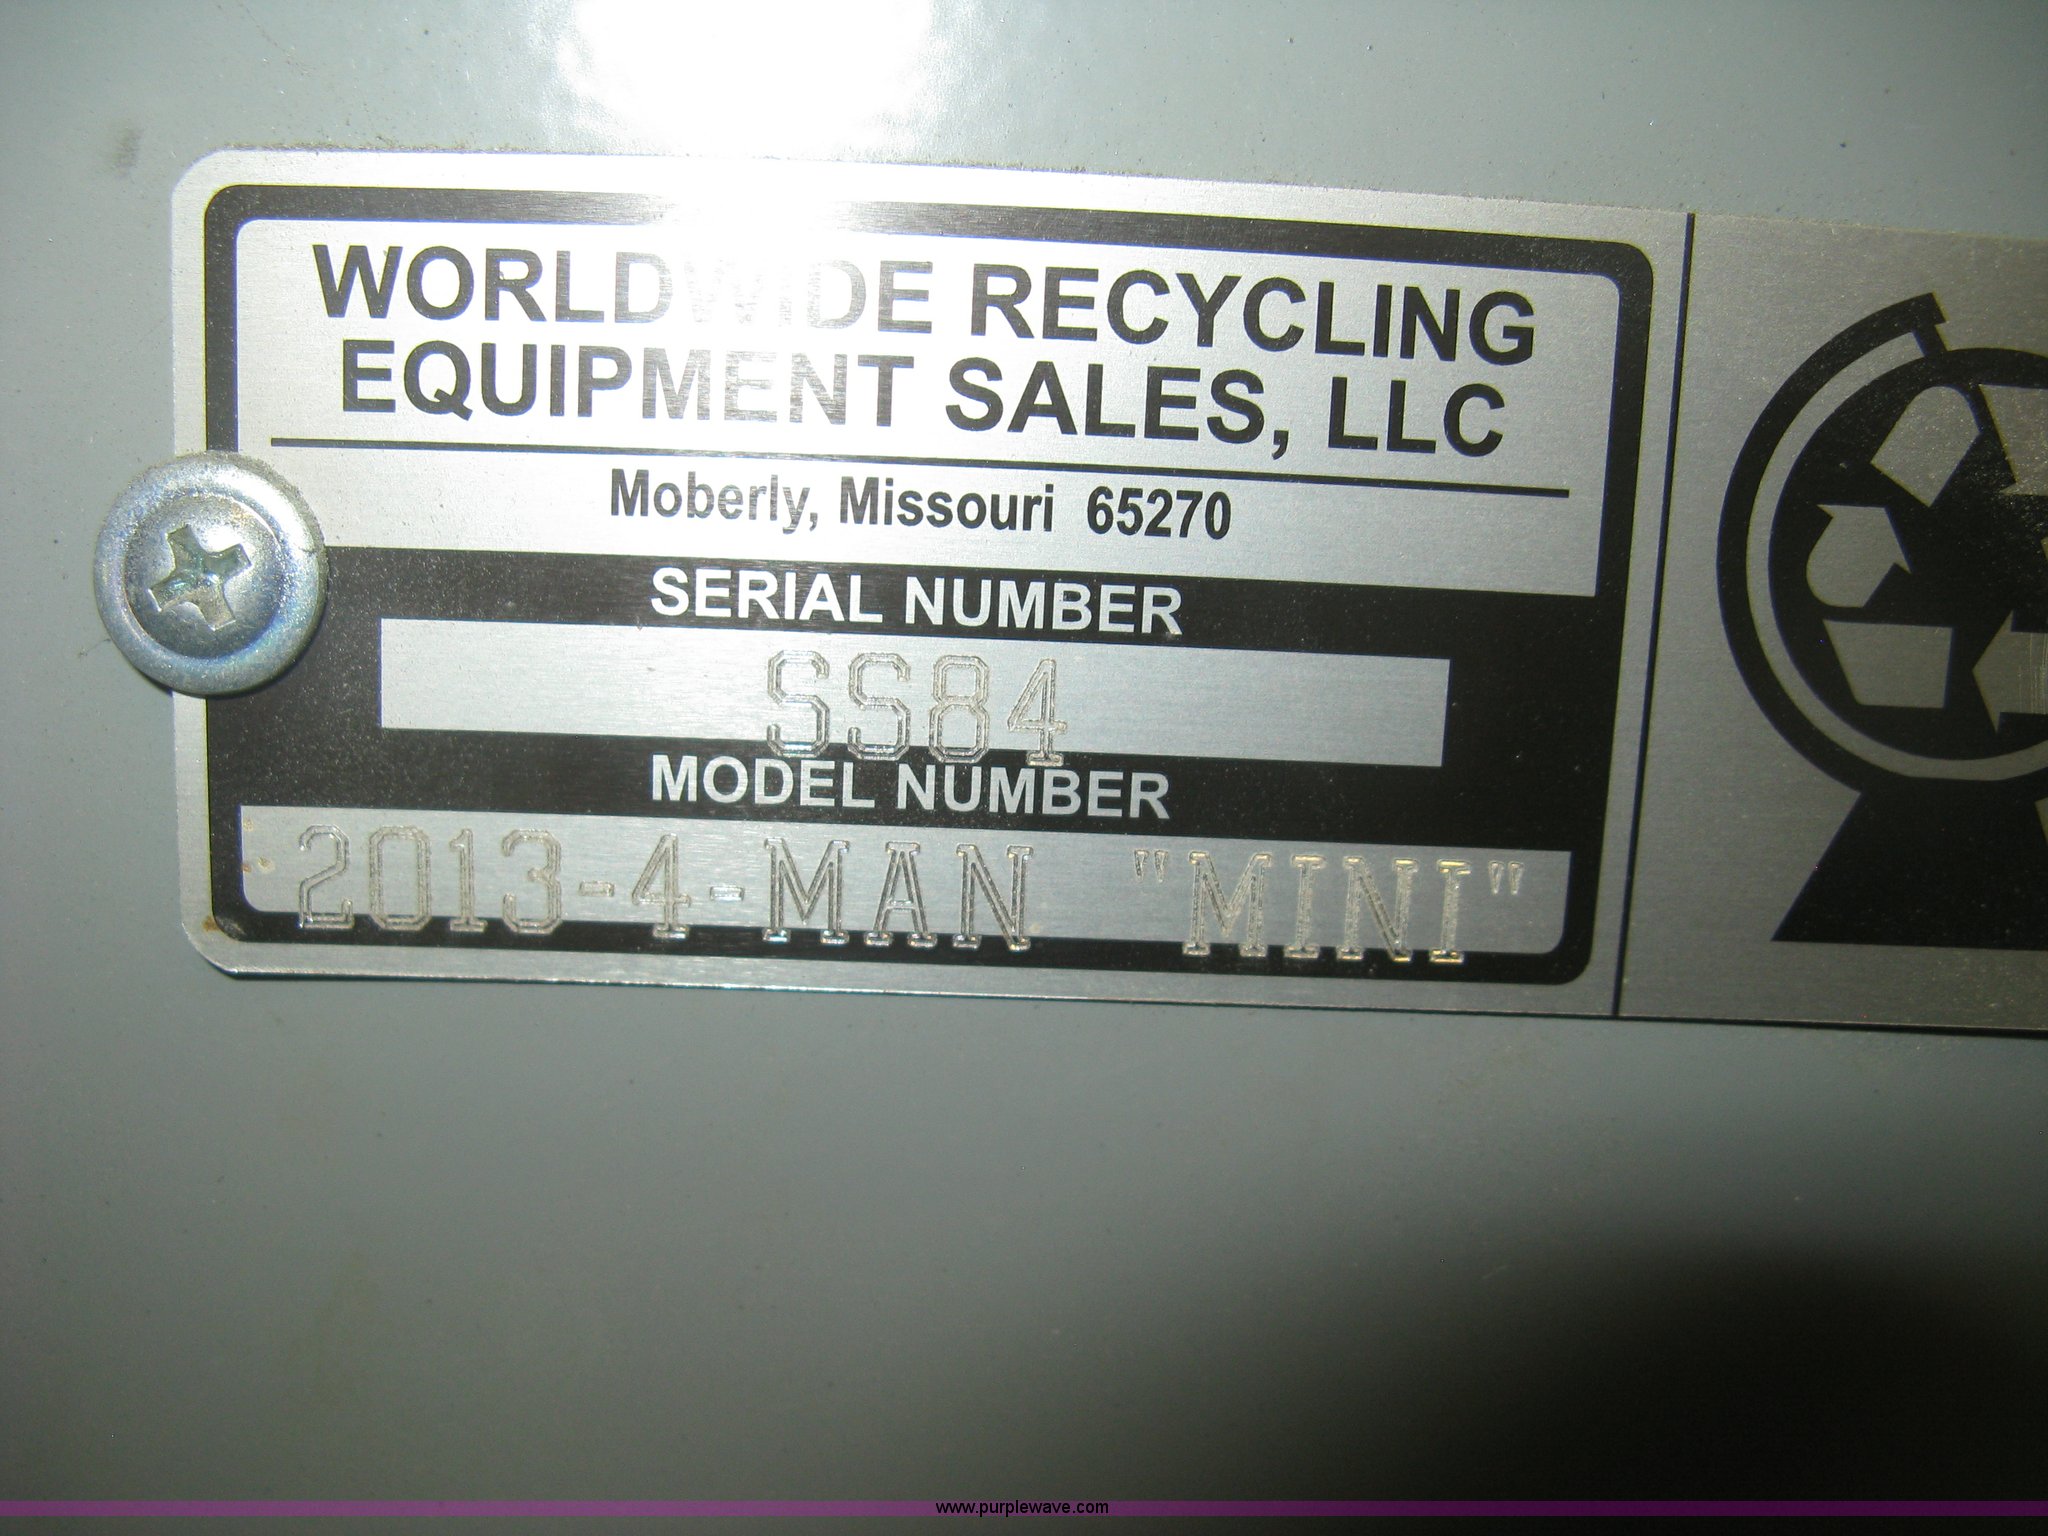 WORLDWIDE RECYCLING
EQUIPMENT SALES, LLC
Moberly, Missouri 65270
SERIAL NUMBER
SS84
MODEL NUMBER
2013-4-MAN "MINI"
www.purplewave.com